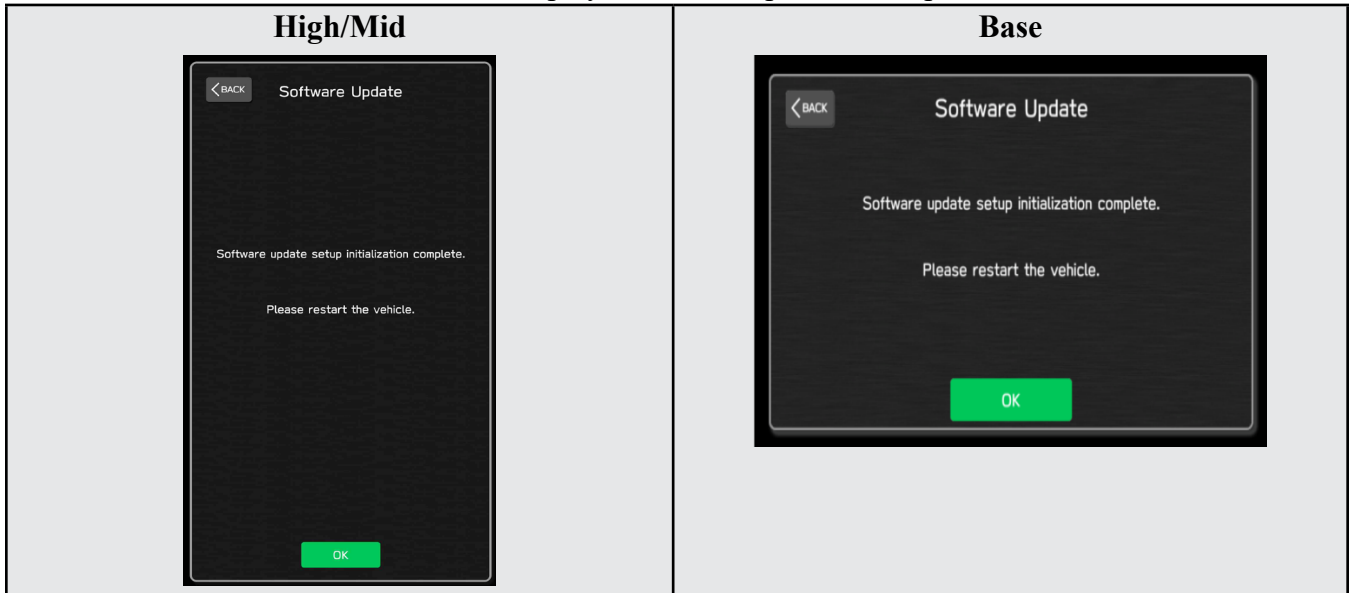 High/Mid
BACK
Software Update
Software update setup initialization complete.
Please restart the vehicle.
OK
Base
BACK
Software Update
Software update setup initialization complete.
Please restart the vehicle.
OK